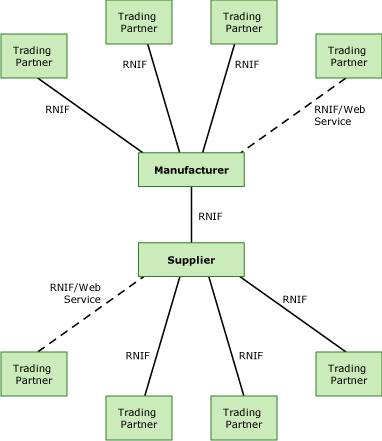 Trading
Partner
Trading
Partner
Trading
Partner
Trading
Partner
RNIF
RNIF
RNIF
RNIF/Web
Service
Manufacturer
RNIF
Supplier
RNIF/Web
Service
RNIF
RNIF
RNIF
Trading
Partner
Trading
Partner
Trading
Partner
Trading
Partner